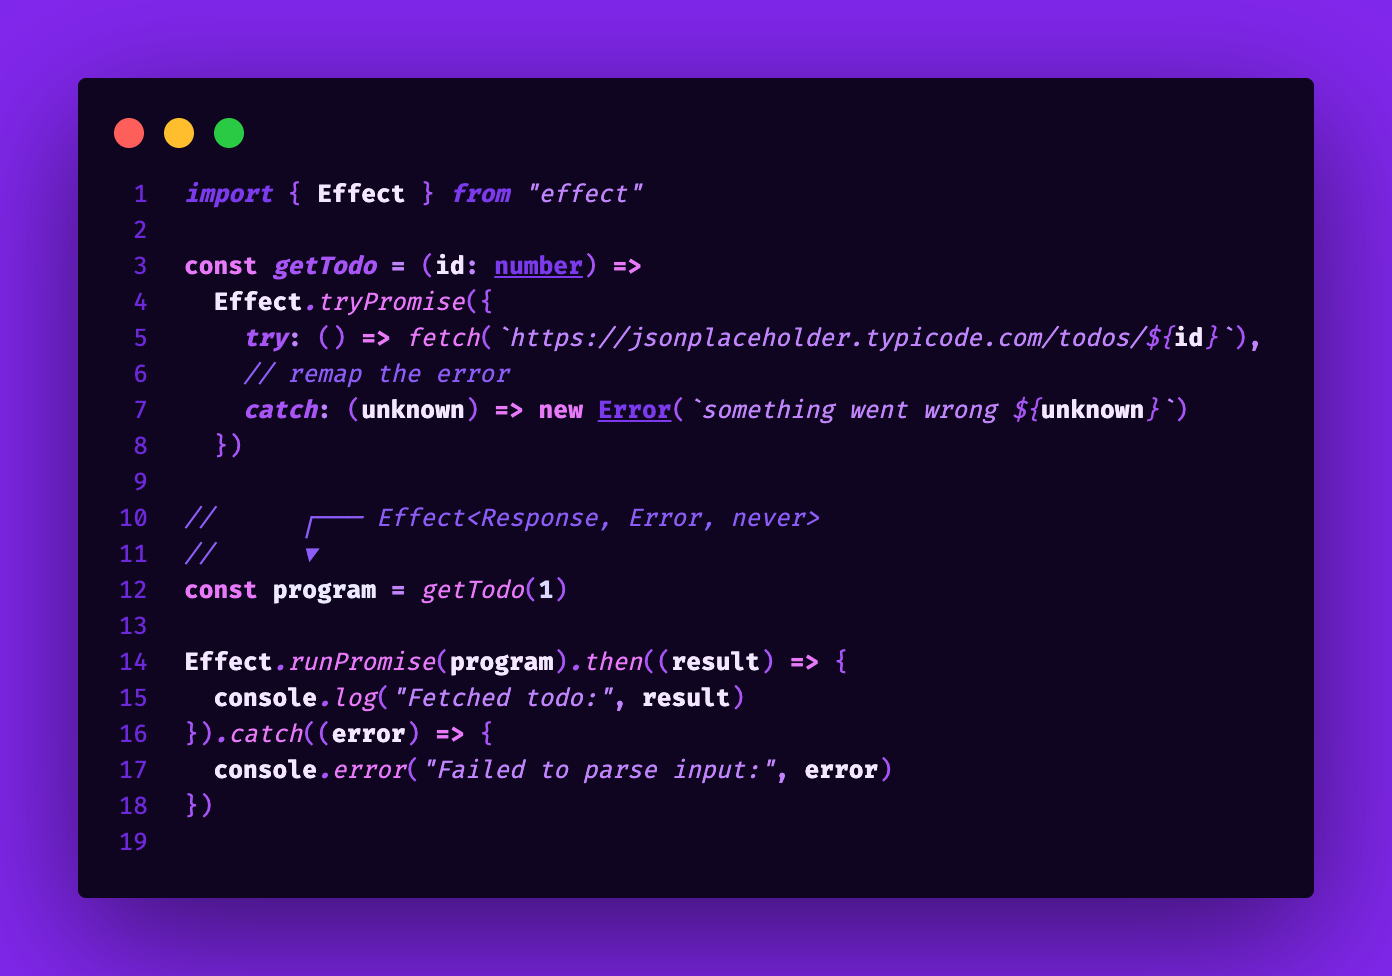 1 import { Effect } from "effect"
2
3 const getTodo = (id: number) =>
4   Effect.tryPromise({
5     try: () => fetch(`https://jsonplaceholder.typicode.com/todos/${id}`),
6     // remap the error
7     catch: (unknown) => new Error(`something went wrong ${unknown}`)
8   })
9
10 //      ┌─── Effect<Response, Error, never>
11 //      ▼
12 const program = getTodo(1)
13
14 Effect.runPromise(program).then((result) => {
15   console.log("Fetched todo:", result)
16 }).catch((error) => {
17   console.error("Failed to parse input:", error)
18 })
19